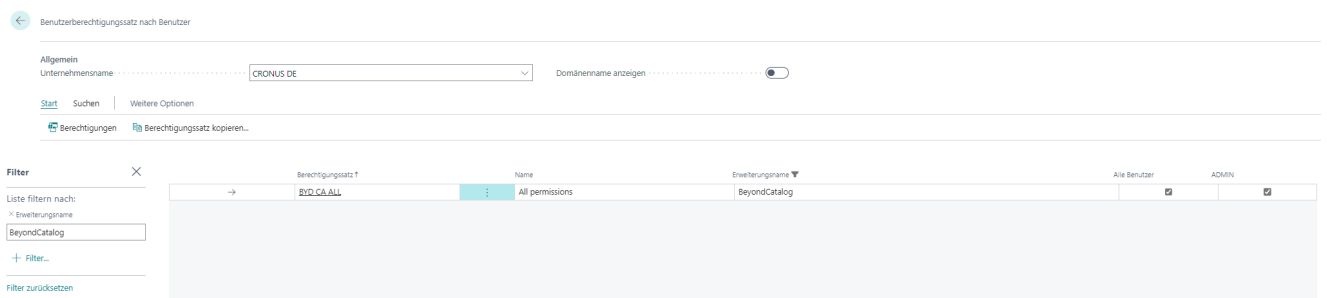 Benutzerberechtigungssatz nach Benutzer
Allgemein
Unternehmensname CRONUS DE Domänenname anzeigen
Start Suchen Weitere Optionen
Berechtigungen Berechtigungssatz kopieren...
Filter
Liste filtern nach:
× Erweiterungsname
BeyondCatalog
+ Filter...
Filter zurücksetzen
Berechtigungssatz↑ Name Erweiterungsname Alle Benutzer ADMIN
→ BYD CA ALL ⋮ All permissions BeyondCatalog